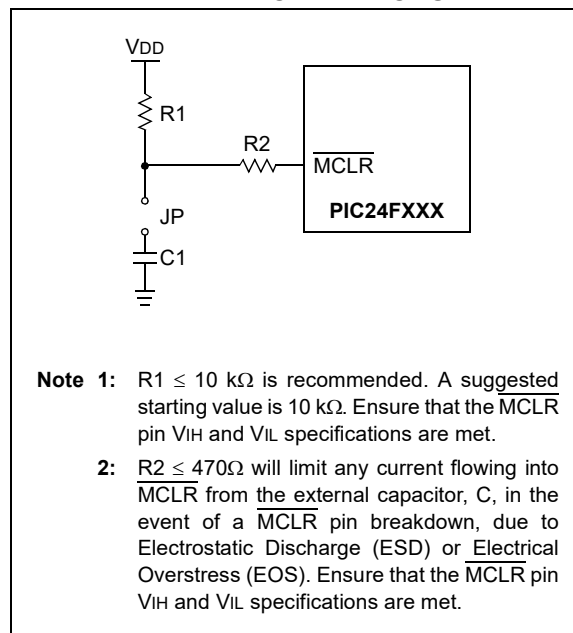 VDD
R1
R2
MCLR
PIC24FXXX
JP
C1
Note 1: R1 ≤ 10 kΩ is recommended. A suggested
starting value is 10 kΩ. Ensure that the MCLR
pin VIH and VIL specifications are met.
2: R2 ≤ 470Ω will limit any current flowing into
MCLR from the external capacitor, C, in the
event of a MCLR pin breakdown, due to
Electrostatic Discharge (ESD) or Electrical
Overstress (EOS). Ensure that the MCLR pin
VIH and VIL specifications are met.